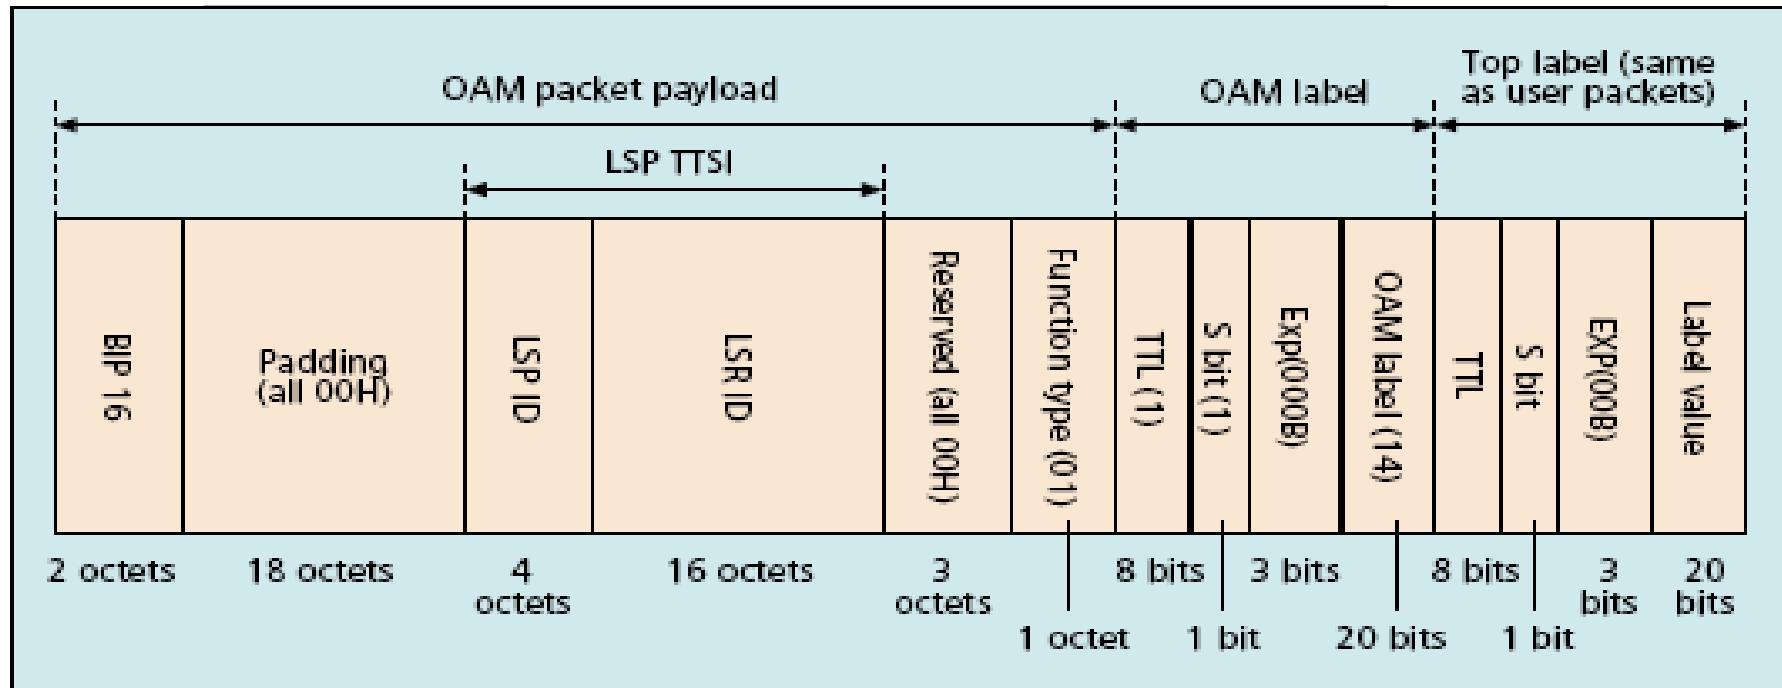 OAM packet payload
OAM label
Top label (same
as user packets)
LSP TTSI
BIP 16
Padding
(all 00H)
LSP ID
LSR ID
Reserved (all 00H)
Function type (01)
TTL (1)
S bit (1)
Exp(000B)
OAM label (14)
TTL
S bit
EXP(00B)
Label value
2 octets
18 octets
4
octets
16 octets
3
octets
1 octet
8 bits
1 bit
3 bits
20 bits
8 bits
1 bit
3
bits
20
bits